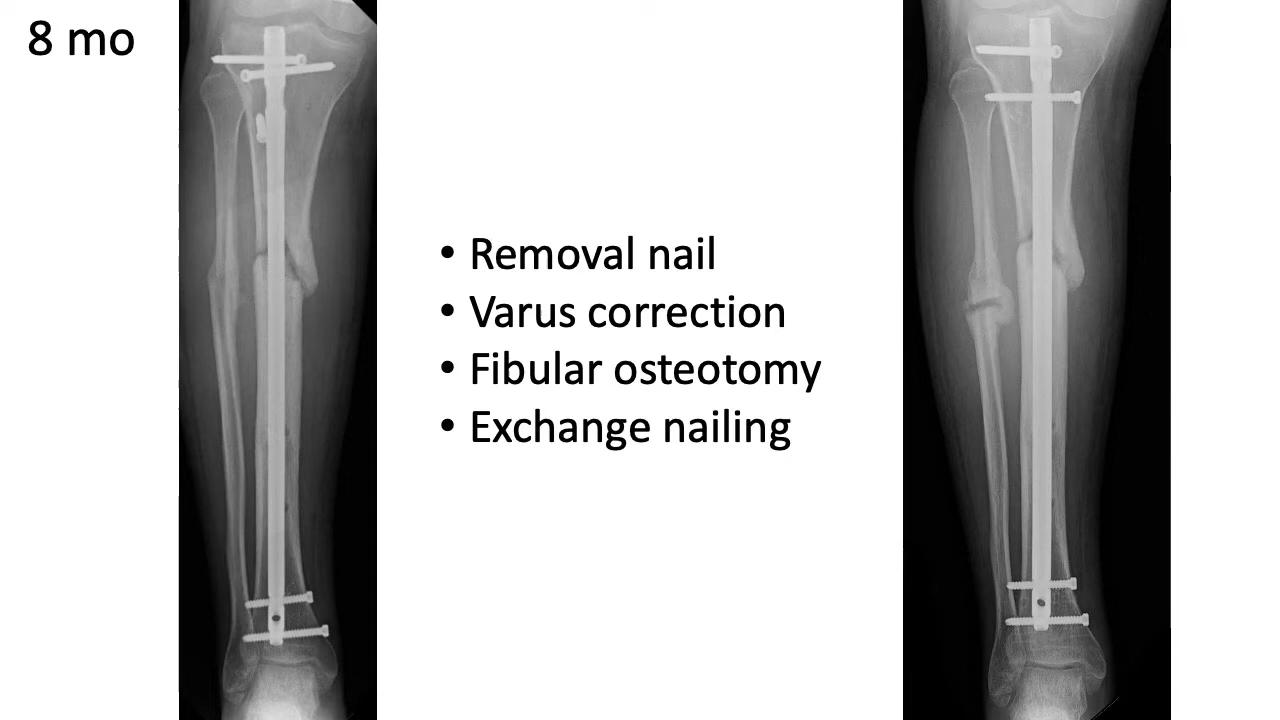 8 mo
• Removal nail
• Varus correction
• Fibular osteotomy
• Exchange nailing